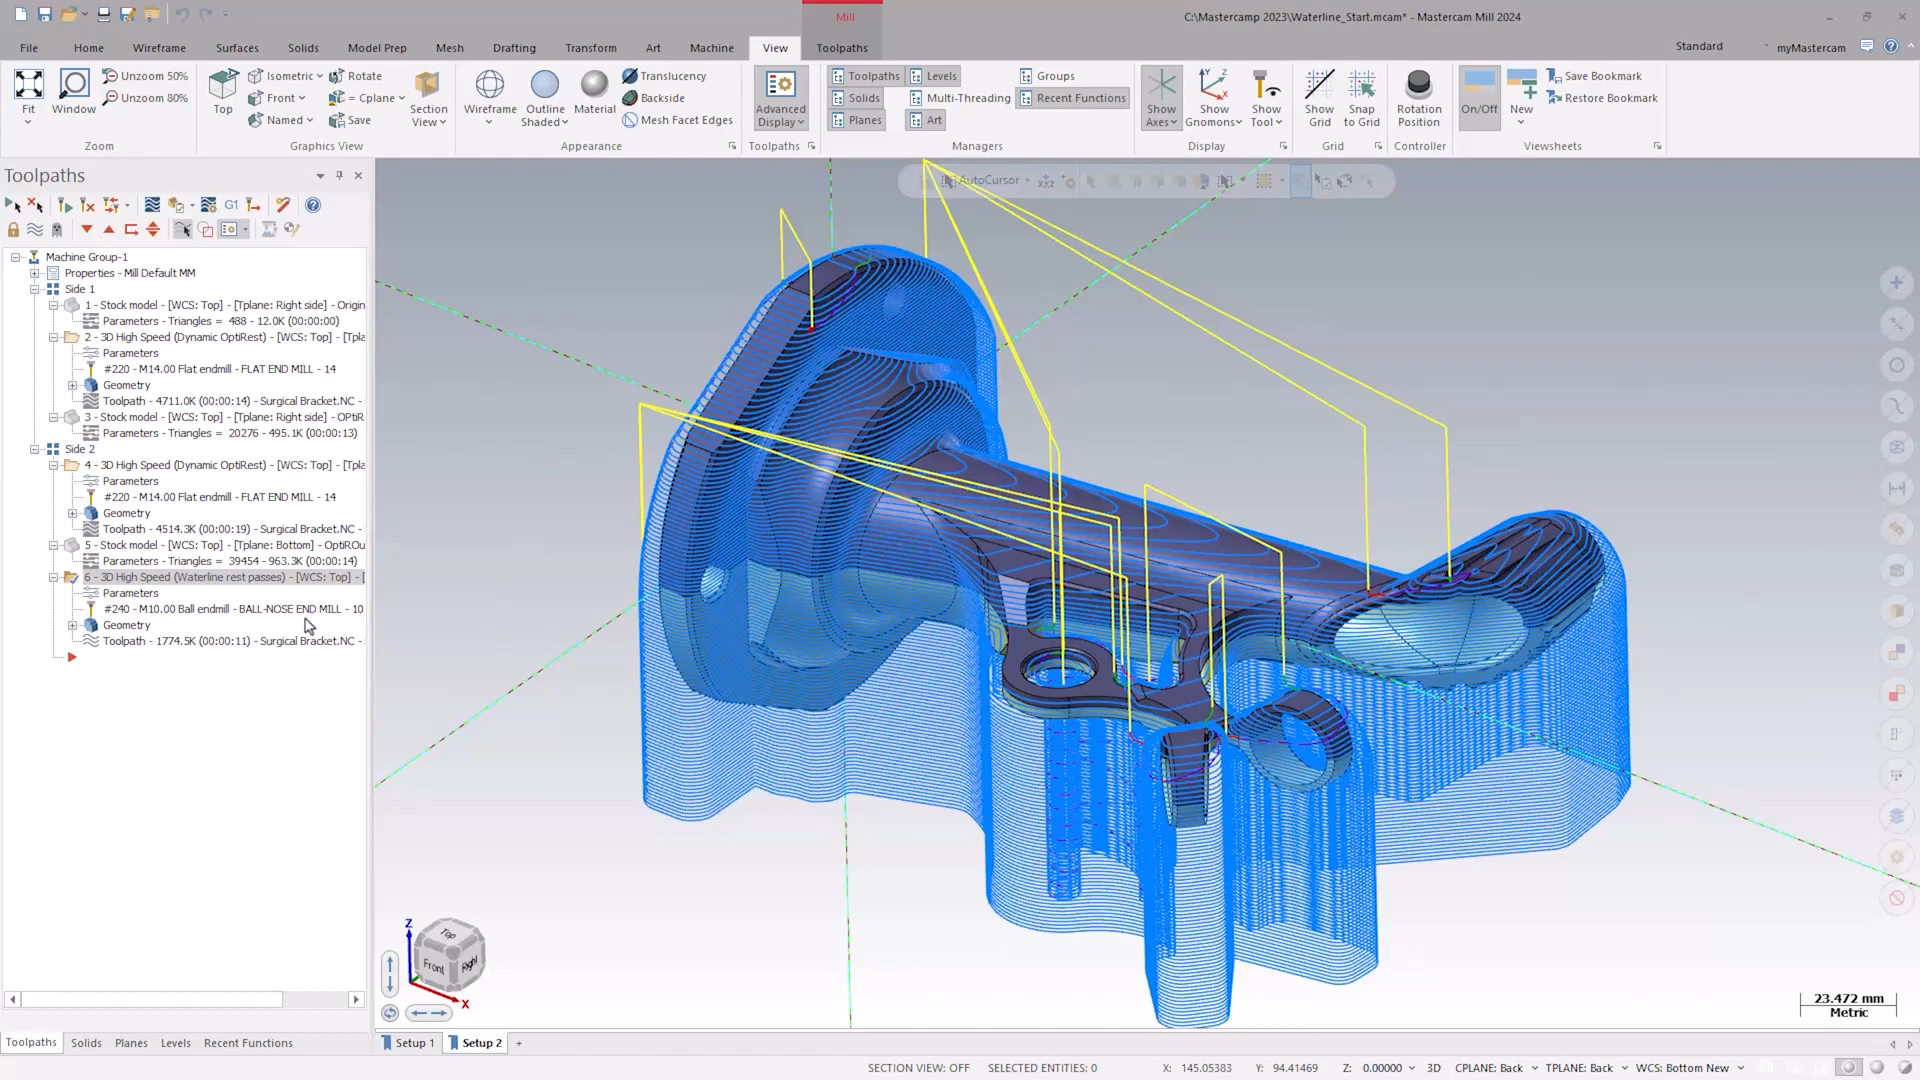 Mill
C:\Mastercamp 2023\Waterline_Start.mcam* - Mastercam Mill 2024
File Home Wireframe Surfaces Solids Model Prep Mesh Drafting Transform Art Machine View Toolpaths
Standard myMastercam
Fit
Window
Unzoom 50%
Unzoom 80%
Zoom
Top
Isometric
Front
Named
Rotate
= Cplane
Save
Section View
Graphics View
Wireframe
Outline Shaded
Material
Translucency
Backside
Mesh Facet Edges
Appearance
Advanced Display
Toolpaths
Toolpaths
Solids
Planes
Levels
Multi-Threading
Art
Groups
Recent Functions
Managers
Show Axes
Show Gnomons
Show Tool
Display
Show Grid
Snap to Grid
Grid
Rotation Position
Controller
On/Off
New
Save Bookmark
Restore Bookmark
Viewsheets
Toolpaths
AutoCursor
G1
Machine Group-1
Properties - Mill Default MM
Side 1
1 - Stock model - [WCS: Top] - [Tplane: Right side] - Origin
Parameters - Triangles = 488 - 12.0K (00:00:00)
2 - 3D High Speed (Dynamic OptiRest) - [WCS: Top] - [Tpla
Parameters
#220 - M14.00 Flat endmill - FLAT END MILL - 14
Geometry
Toolpath - 4711.0K (00:00:14) - Surgical Bracket.NC -
3 - Stock model - [WCS: Top] - [Tplane: Right side] - OPtiR
Parameters - Triangles = 20276 - 495.1K (00:00:13)
Side 2
4 - 3D High Speed (Dynamic OptiRest) - [WCS: Top] - [Tpla
Parameters
#220 - M14.00 Flat endmill - FLAT END MILL - 14
Geometry
Toolpath - 4514.3K (00:00:19) - Surgical Bracket.NC -
5 - Stock model - [WCS: Top] - [Tplane: Bottom] - OptiROu
Parameters - Triangles = 39454 - 963.3K (00:00:14)
6 - 3D High Speed (Waterline rest passes) - [WCS: Top] - [
Parameters
#240 - M10.00 Ball endmill - BALL-NOSE END MILL - 10
Geometry
Toolpath - 1774.5K (00:00:11) - Surgical Bracket.NC -
Z
Top
Front
Right
X
23.472 mm
Metric
Toolpaths Solids Planes Levels Recent Functions
Setup 1 Setup 2 +
SECTION VIEW: OFF SELECTED ENTITIES: 0 X: 145.05383 Y: 94.41469 Z: 0.00000 3D CPLANE: Back TPLANE: Back WCS: Bottom New